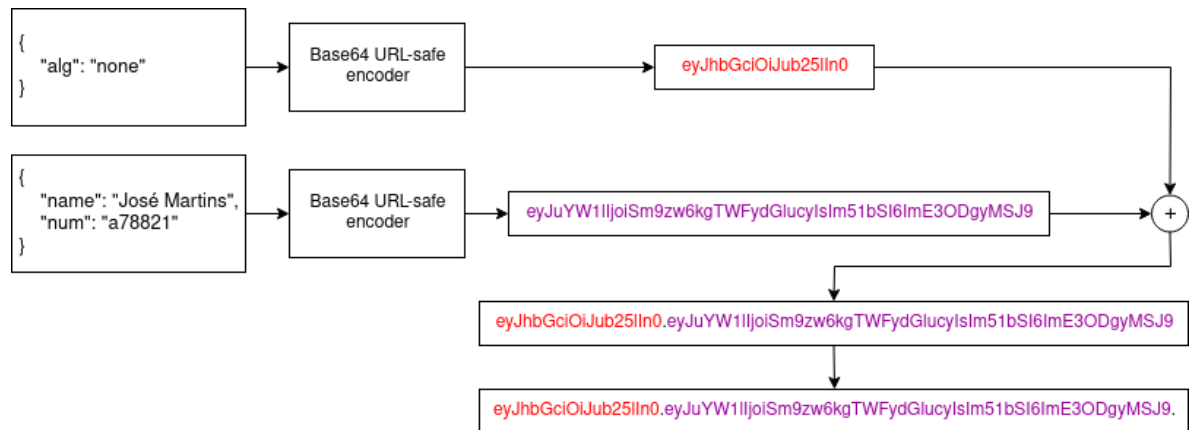 {
"alg": "none"
}
Base64 URL-safe
encoder
eyJhbGciOiJub25lIn0
{
"name": "José Martins",
"num": "a78821"
}
Base64 URL-safe
encoder
eyJuYW1lIjoiSm9zw6kgTWFydGlucyIsIm51bSI6ImE3ODgyMSJ9
+
eyJhbGciOiJub25lIn0.eyJuYW1lIjoiSm9zw6kgTWFydGlucyIsIm51bSI6ImE3ODgyMSJ9
eyJhbGciOiJub25lIn0.eyJuYW1lIjoiSm9zw6kgTWFydGlucyIsIm51bSI6ImE3ODgyMSJ9.